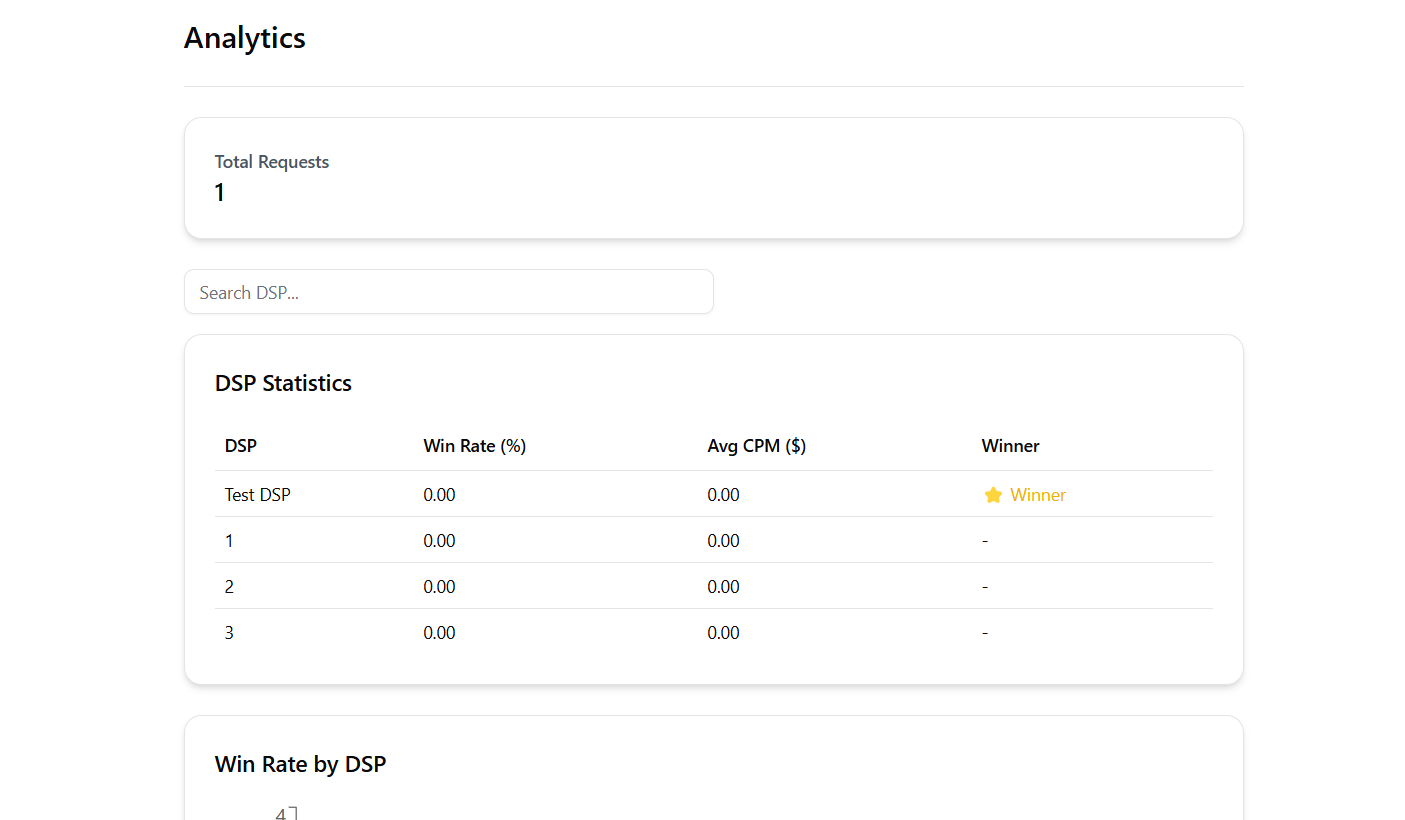 Analytics
Total Requests
1
Search DSP...
DSP Statistics
DSP Win Rate (%) Avg CPM ($) Winner
Test DSP 0.00 0.00 Winner
1 0.00 0.00 -
2 0.00 0.00 -
3 0.00 0.00 -
Win Rate by DSP
4